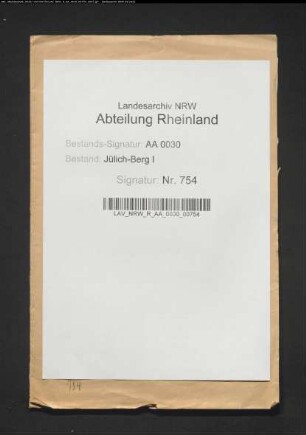 Landesarchiv NRW
Abteilung Rheinland
Bestands-Signatur: AA 0030
Bestand: Jülich-Berg I
Signatur: Nr. 754
LAV_NRW_R_AA_0030_00754
754